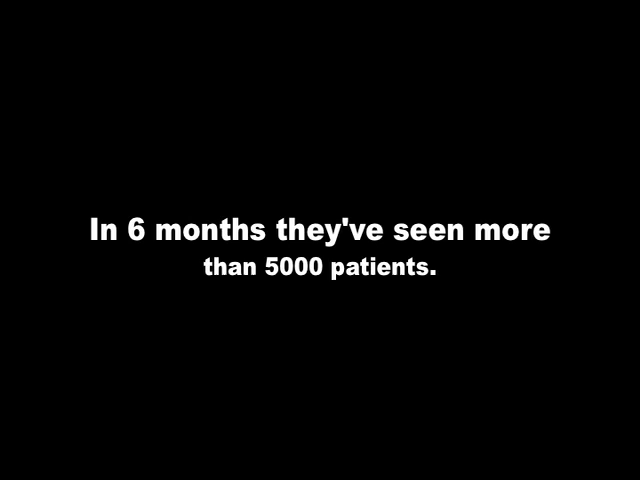 In 6 months they've seen more
than 5000 patients.